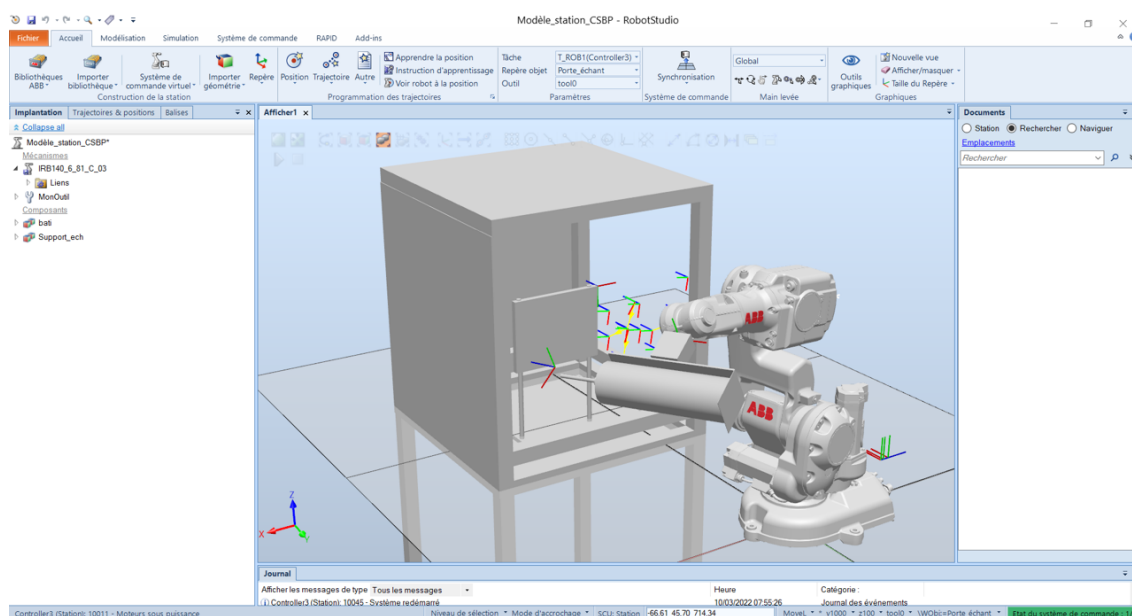 Modèle_station_CSBP - RobotStudio
Fichier Accueil Modélisation Simulation Système de commande RAPID Add-ins
Bibliothèques ABB
Importer bibliothèque
Système de commande virtuel
Importer géométrie
Construction de la station
Repère Position Trajectoire Autre
Apprendre la position
Instruction d'apprentissage
Voir robot à la position
Programmation des trajectoires
Tâche T_ROB1(Controller3)
Repère objet Porte_échant
Outil tool0
Paramètres
Synchronisation
Système de commande
Global
Main levée
Outils graphiques
Nouvelle vue
Afficher/masquer
Taille du Repère
Graphiques
Implantation Trajectoires & positions Balises
Collapse all
Modèle_station_CSBP*
Mécanismes
IRB140_6_81_C_03
Liens
MonOutil
Composants
bati
Support_ech
Afficher1
ABB
ABB
Z
X
Y
Documents
Station Rechercher Naviguer
Emplacements
Rechercher
Journal
Afficher les messages de type Tous les messages Heure Catégorie :
Controller3 (Station): 10045 - Système redémarré 10/03/2022 07:55:26 Journal des événements
Controller3 (Station): 10011 - Moteurs sous puissance Niveau de sélection Mode d'accrochage SCU: Station -66.61 45.70 714.34 MoveL * v1000 z100 tool0 \WObj:=Porte échant Etat du système de commande : 1/